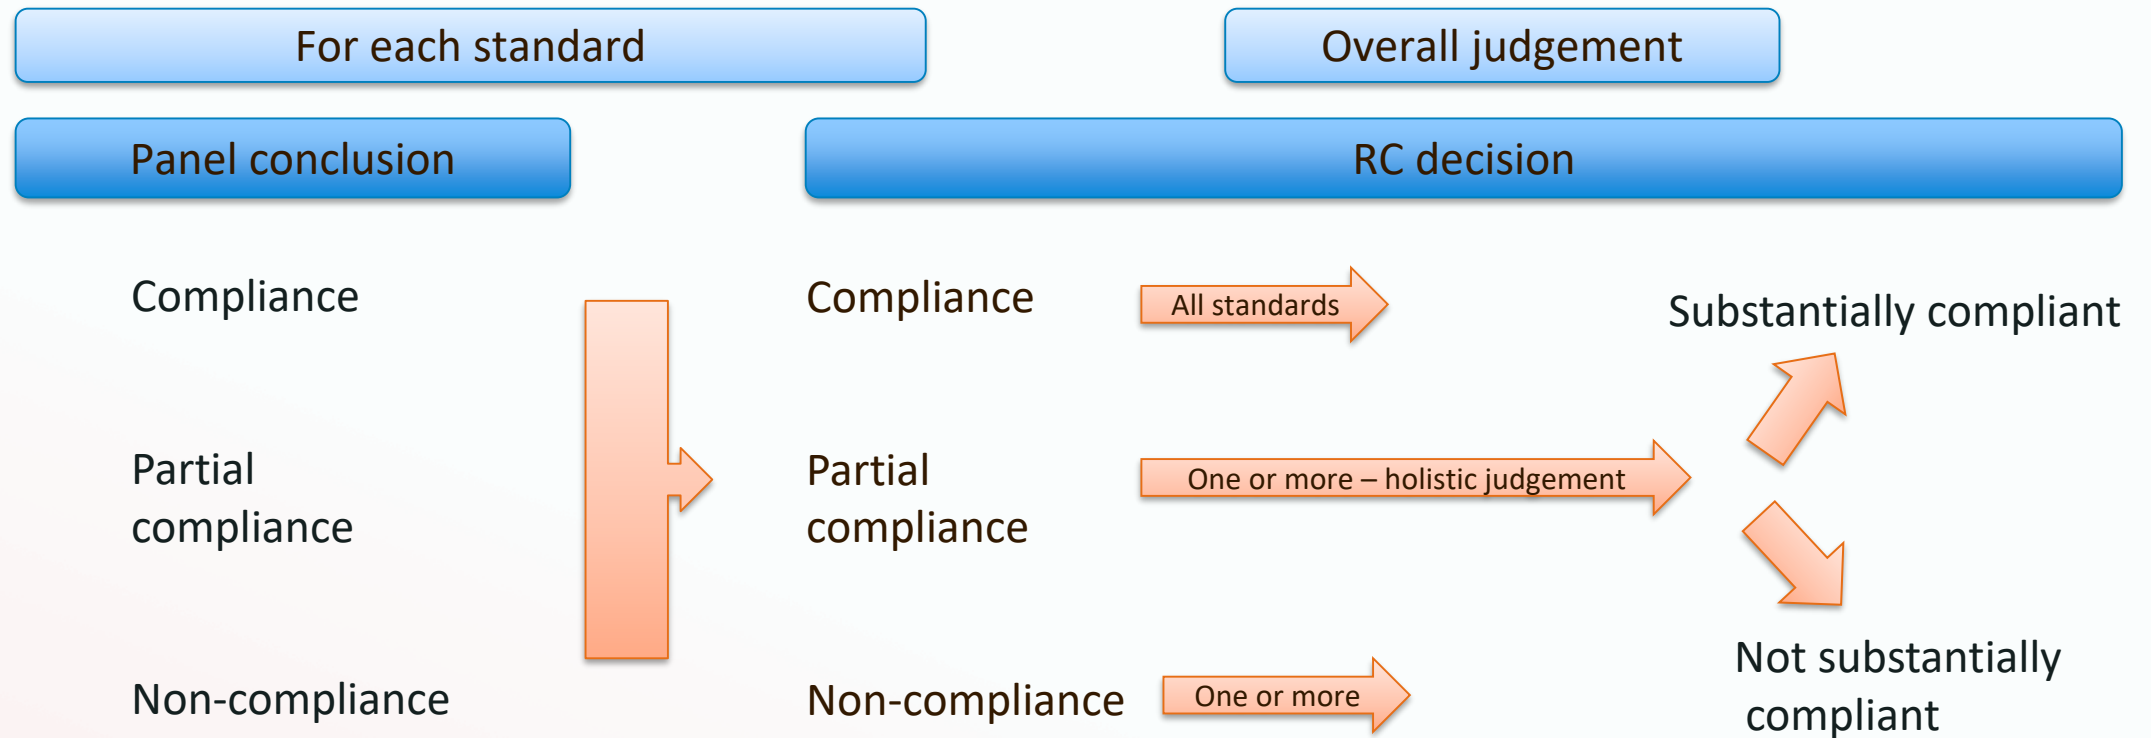 For each standard
Overall judgement
Panel conclusion
RC decision
Compliance
Compliance
All standards
Substantially compliant
Partial
compliance
Partial
compliance
One or more – holistic judgement
Non-compliance
Non-compliance
One or more
Not substantially
compliant